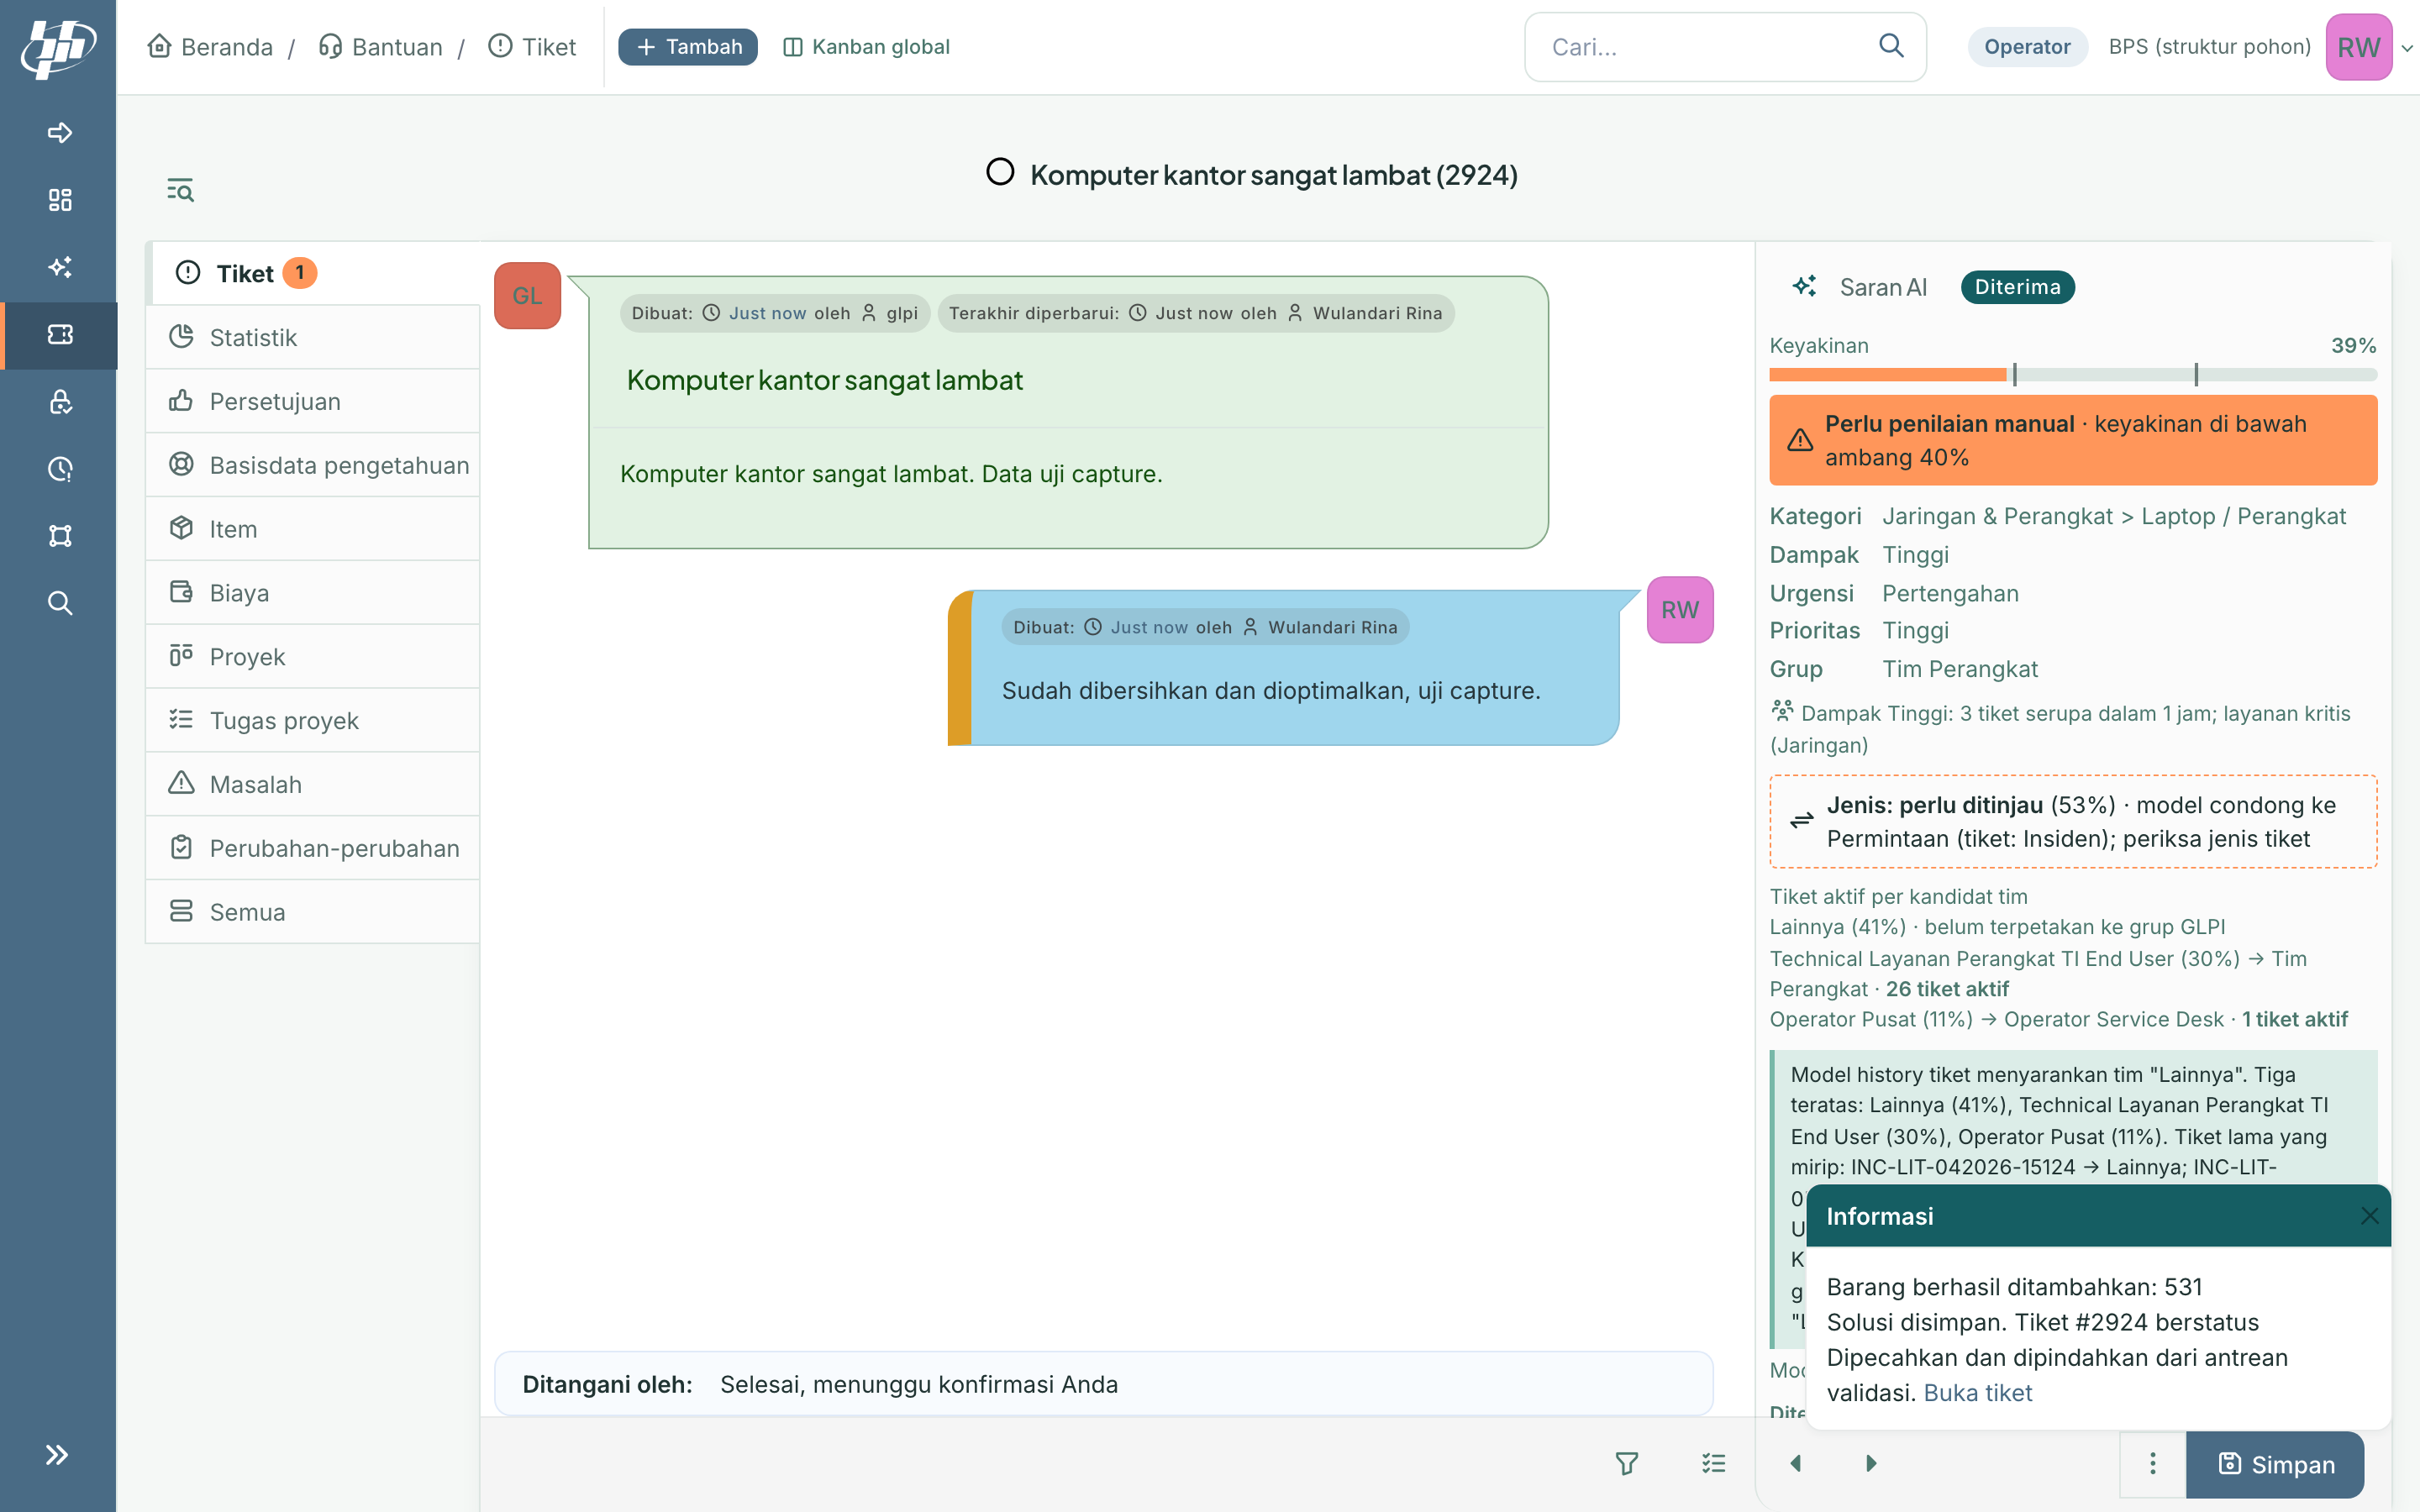 Beranda / Bantuan / Tiket
+ Tambah
Kanban global
Cari...
Operator
BPS (struktur pohon)
RW
Komputer kantor sangat lambat (2924)
Tiket 1
Statistik
Persetujuan
Basisdata pengetahuan
Item
Biaya
Proyek
Tugas proyek
Masalah
Perubahan-perubahan
Semua
GL
Dibuat: Just now oleh glpi
Terakhir diperbarui: Just now oleh Wulandari Rina
Komputer kantor sangat lambat
Komputer kantor sangat lambat. Data uji capture.
RW
Dibuat: Just now oleh Wulandari Rina
Sudah dibersihkan dan dioptimalkan, uji capture.
Ditangani oleh: Selesai, menunggu konfirmasi Anda
Saran AI Diterima
Keyakinan 39%
Perlu penilaian manual · keyakinan di bawah
ambang 40%
Kategori Jaringan & Perangkat > Laptop / Perangkat
Dampak Tinggi
Urgensi Pertengahan
Prioritas Tinggi
Grup Tim Perangkat
Dampak Tinggi: 3 tiket serupa dalam 1 jam; layanan kritis
(Jaringan)
Jenis: perlu ditinjau (53%) · model condong ke
Permintaan (tiket: Insiden); periksa jenis tiket
Tiket aktif per kandidat tim
Lainnya (41%) · belum terpetakan ke grup GLPI
Technical Layanan Perangkat TI End User (30%) → Tim
Perangkat · 26 tiket aktif
Operator Pusat (11%) → Operator Service Desk · 1 tiket aktif
Model history tiket menyarankan tim "Lainnya". Tiga
teratas: Lainnya (41%), Technical Layanan Perangkat TI
End User (30%), Operator Pusat (11%). Tiket lama yang
mirip: INC-LIT-042026-15124 → Lainnya; INC-LIT-
Informasi
Barang berhasil ditambahkan: 531
Solusi disimpan. Tiket #2924 berstatus
Dipecahkan dan dipindahkan dari antrean
validasi. Buka tiket
Simpan